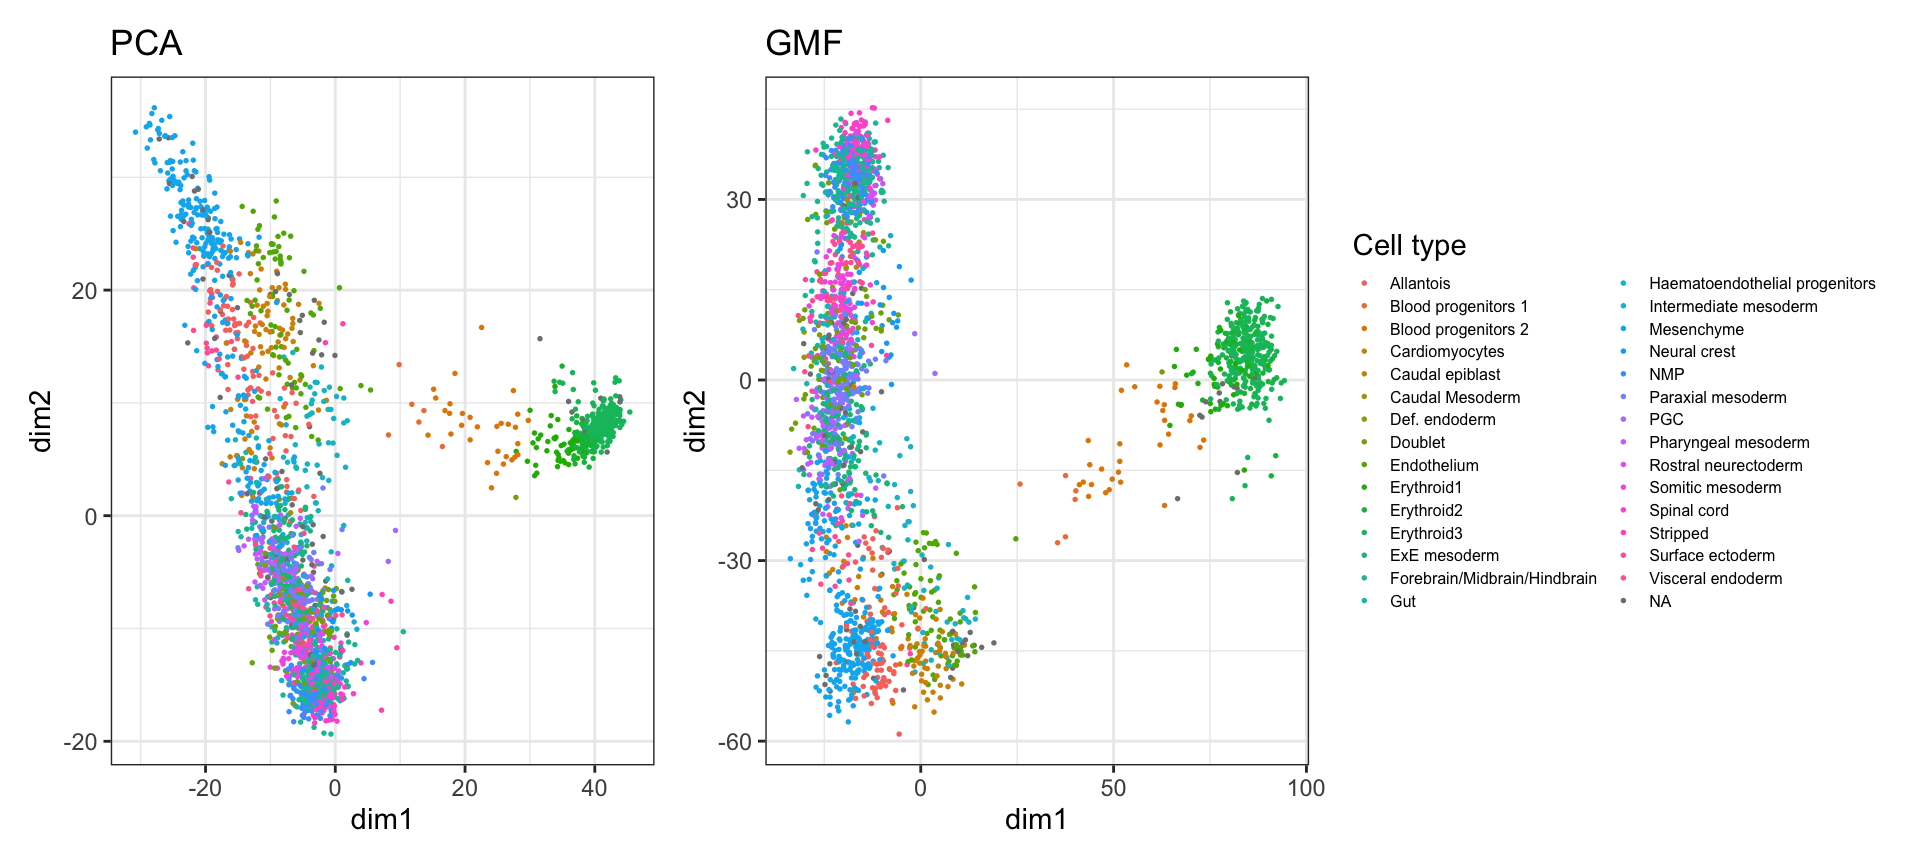 PCA
GMF
20
0
-20
dim2
-20
0
20
40
dim1
30
0
-30
-60
dim2
0
50
100
dim1
Cell type
Allantois
Blood progenitors 1
Blood progenitors 2
Cardiomyocytes
Caudal epiblast
Caudal Mesoderm
Def. endoderm
Doublet
Endothelium
Erythroid1
Erythroid2
Erythroid3
ExE mesoderm
Forebrain/Midbrain/Hindbrain
Gut
Haematoendothelial progenitors
Intermediate mesoderm
Mesenchyme
Neural crest
NMP
Paraxial mesoderm
PGC
Pharyngeal mesoderm
Rostral neurectoderm
Somitic mesoderm
Spinal cord
Stripped
Surface ectoderm
Visceral endoderm
NA